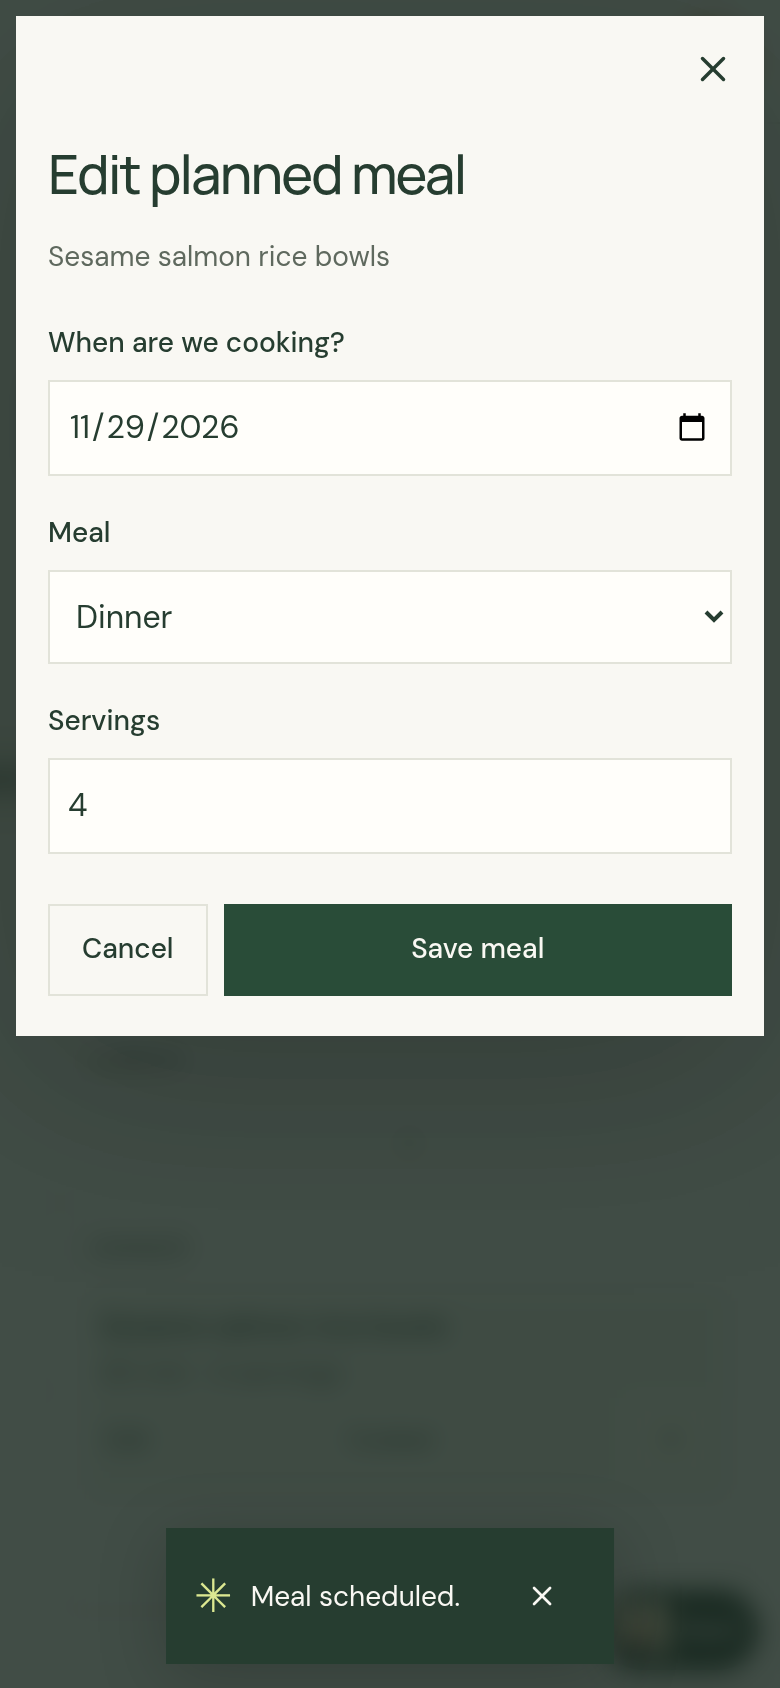 Edit planned meal
Sesame salmon rice bowls
When are we cooking?
11/29/2026
Meal
Dinner
Servings
4
Cancel
Save meal
Meal scheduled.